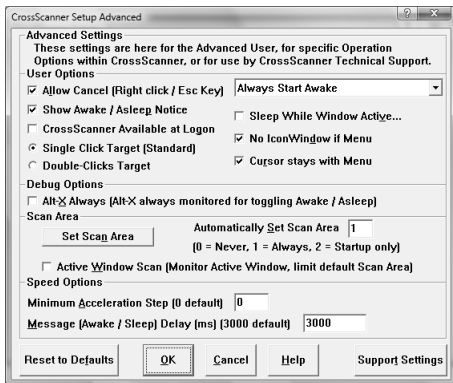 CrossScanner Setup Advanced
Advanced Settings
These settings are here for the Advanced User, for specific Operation
Options within CrossScanner, or for use by CrossScanner Technical Support.
User Options
Allow Cancel (Right click / Esc Key)
Always Start Awake
Show Awake / Asleep Notice
Sleep While Window Active...
CrossScanner Available at Logon
No IconWindow if Menu
Single Click Target (Standard)
Cursor stays with Menu
Double-Clicks Target
Debug Options
Alt-X Always (Alt-X always monitored for toggling Awake / Asleep)
Scan Area
Set Scan Area
Automatically Set Scan Area 1
(0 = Never, 1 = Always, 2 = Startup only)
Active Window Scan (Monitor Active Window, limit default Scan Area)
Speed Options
Minimum Acceleration Step (0 default) 0
Message (Awake / Sleep) Delay (ms) (3000 default) 3000
Reset to Defaults OK Cancel Help Support Settings